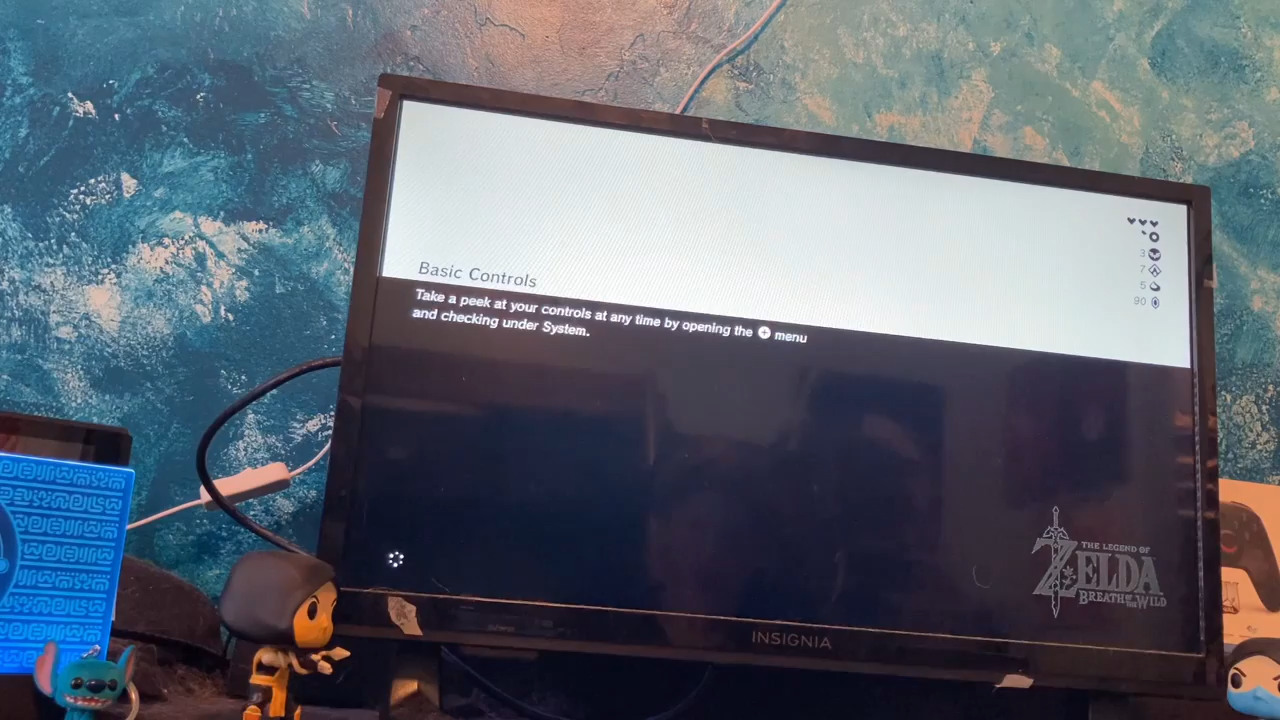 Basic Controls
Take a peek at your controls at any time by opening the menu
and checking under System.
3
7
5
90
THE LEGEND OF
ZELDA
BREATH OF THE WILD
INSIGNIA